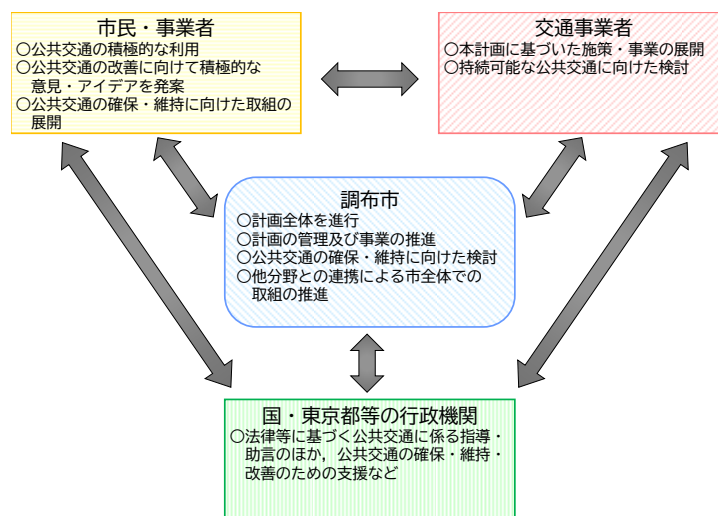 市民・事業者
○公共交通の積極的な利用
○公共交通の改善に向けて積極的な
意見・アイデアを発案
○公共交通の確保・維持に向けた取組の
展開
交通事業者
○本計画に基づいた施策・事業の展開
○持続可能な公共交通に向けた検討
調布市
○計画全体を進行
○計画の管理及び事業の推進
○公共交通の確保・維持に向けた検討
○他分野との連携による市全体での
取組の推進
国・東京都等の行政機関
○法律等に基づく公共交通に係る指導・
助言のほか，公共交通の確保・維持・
改善のための支援など